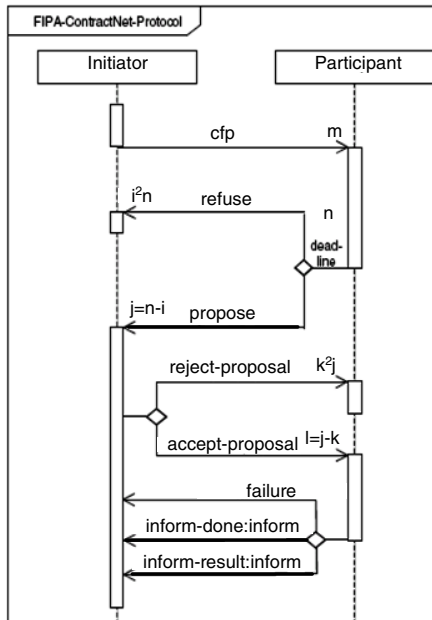 FIPA-ContractNet-Protocol
Initiator
Participant
cfp
m
i²n
refuse
n
dead-
line
j=n-i
propose
reject-proposal
k²j
accept-proposal
l=j-k
failure
inform-done:inform
inform-result:inform